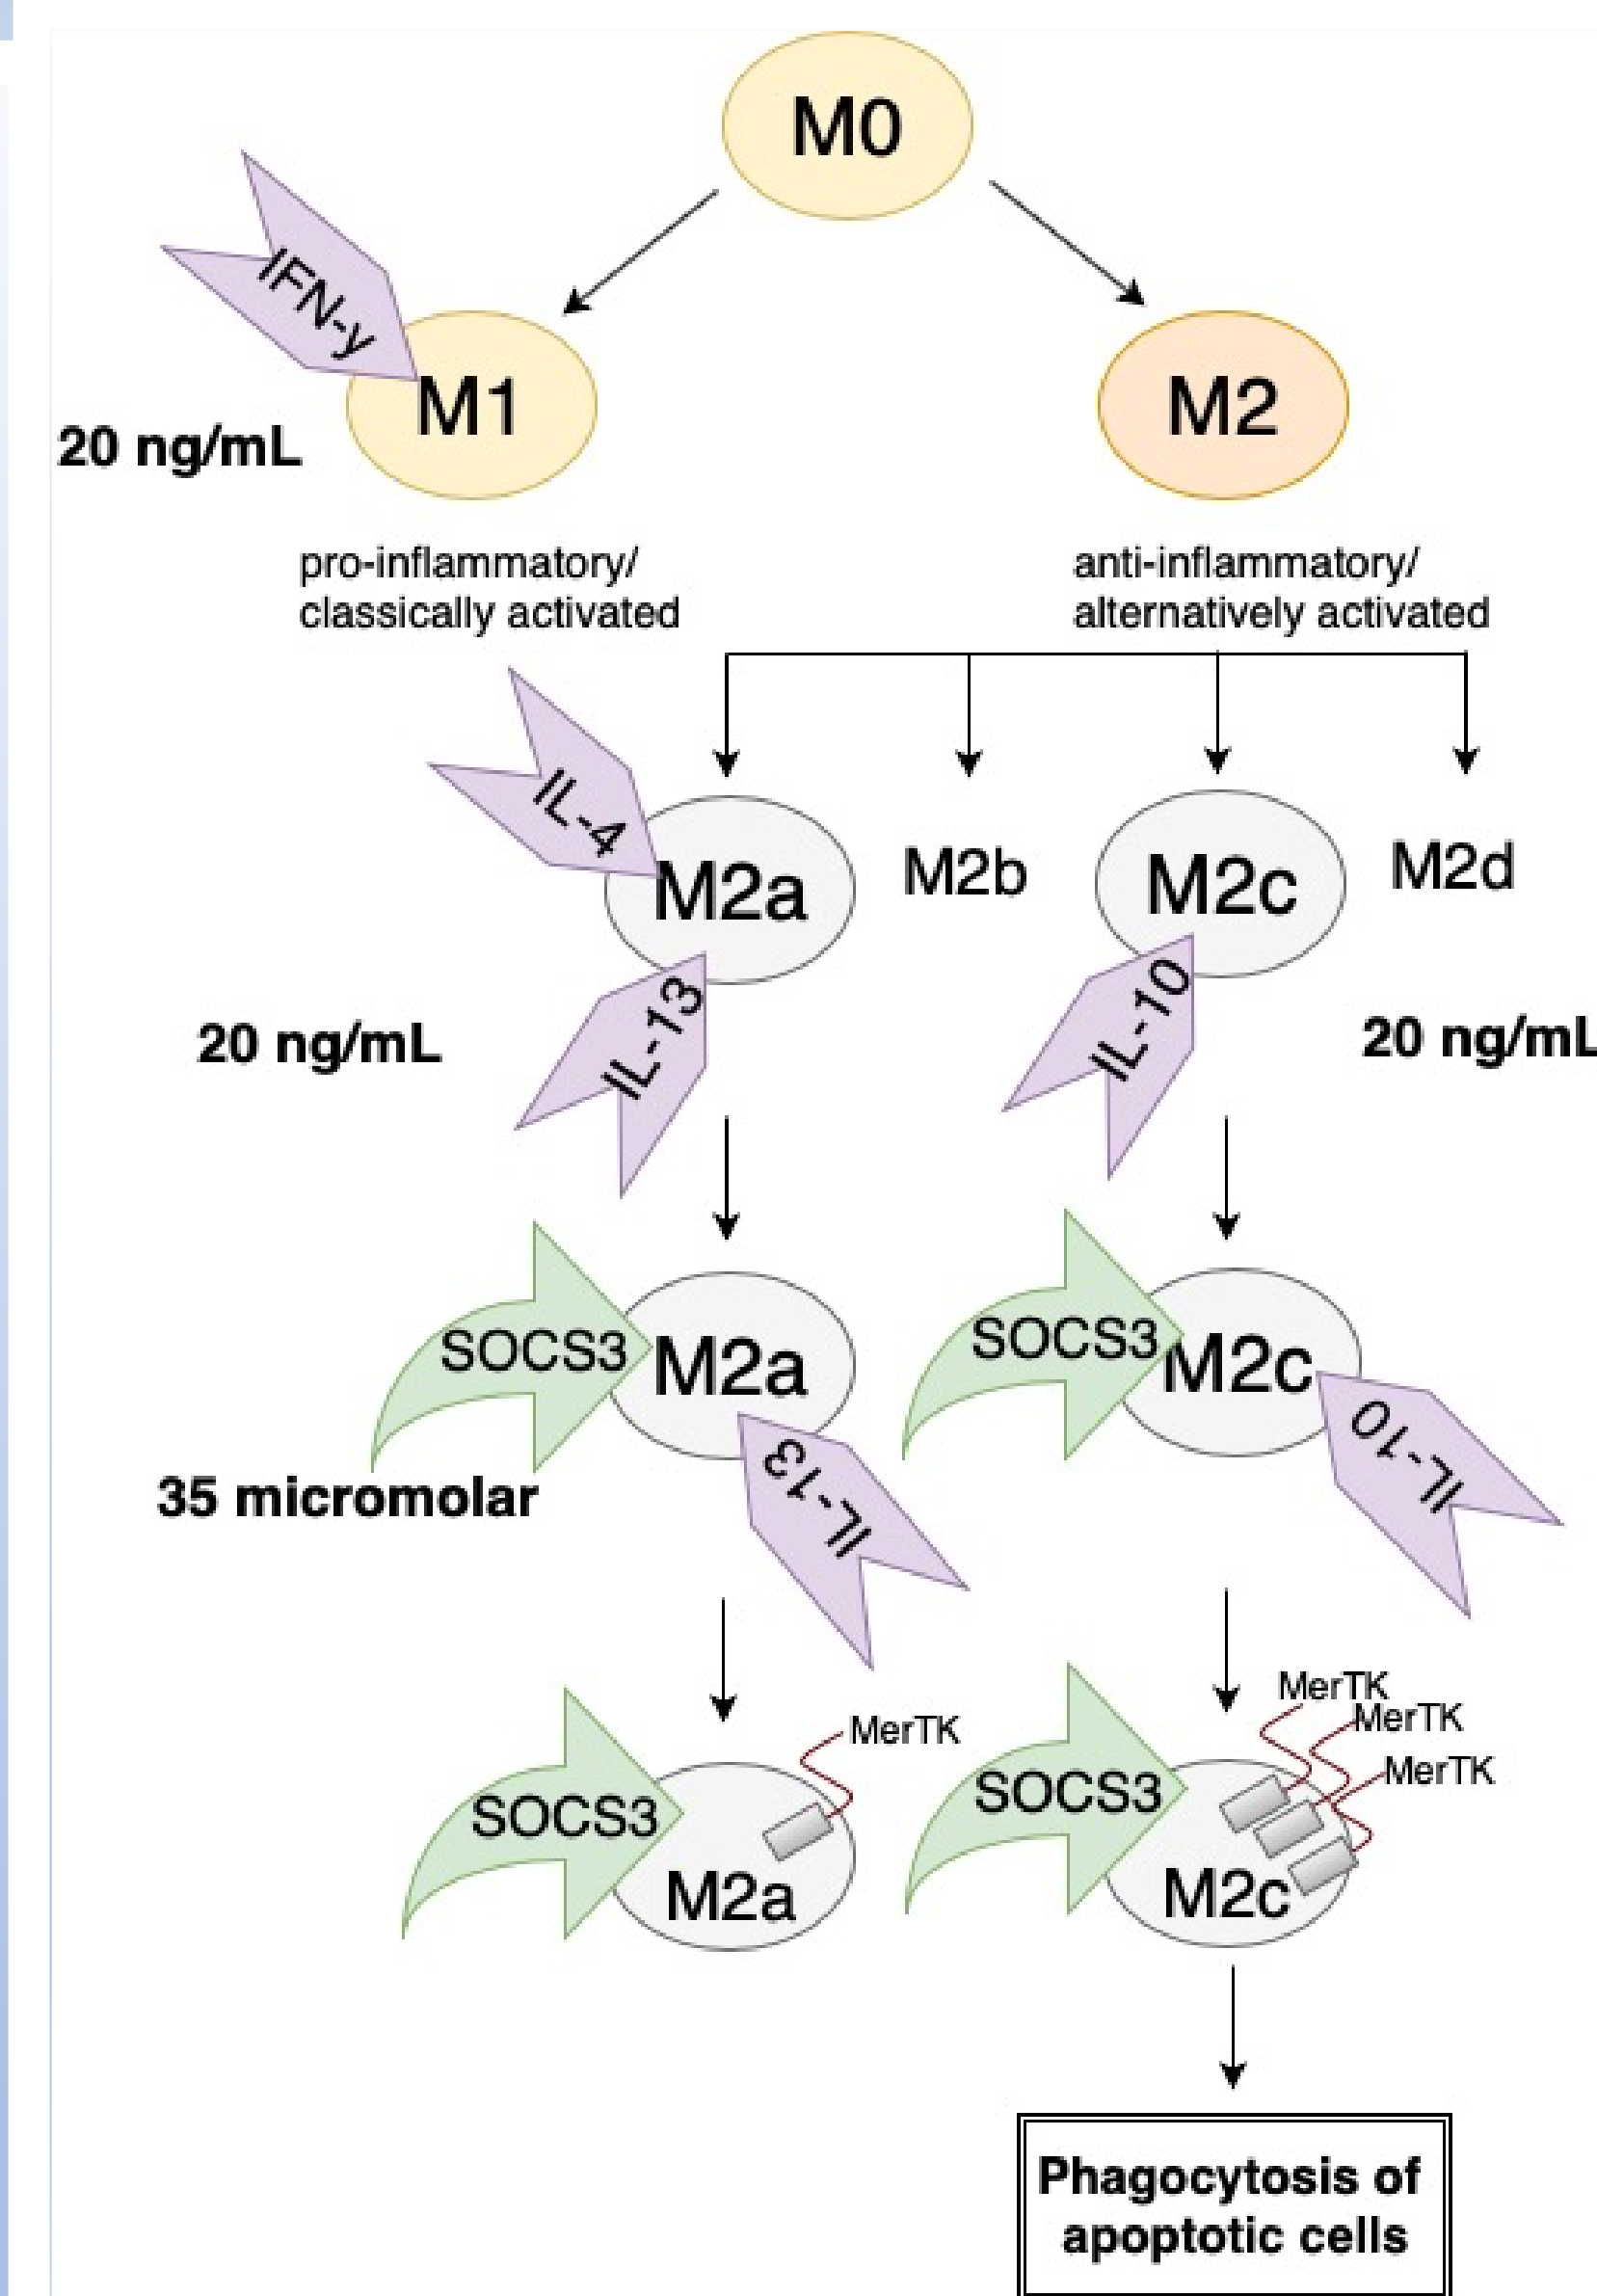 M0
IFN-y
M1
M2
20 ng/mL
pro-inflammatory/
classically activated
anti-inflammatory/
alternatively activated
IL-4
M2a
M2b
M2c
M2d
IL-13
IL-10
20 ng/mL
20 ng/mL
SOCS3
M2a
SOCS3
M2c
IL-13
IL-10
35 micromolar
MerTK
MerTK
MerTK
MerTK
SOCS3
M2a
SOCS3
M2c
Phagocytosis of
apoptotic cells